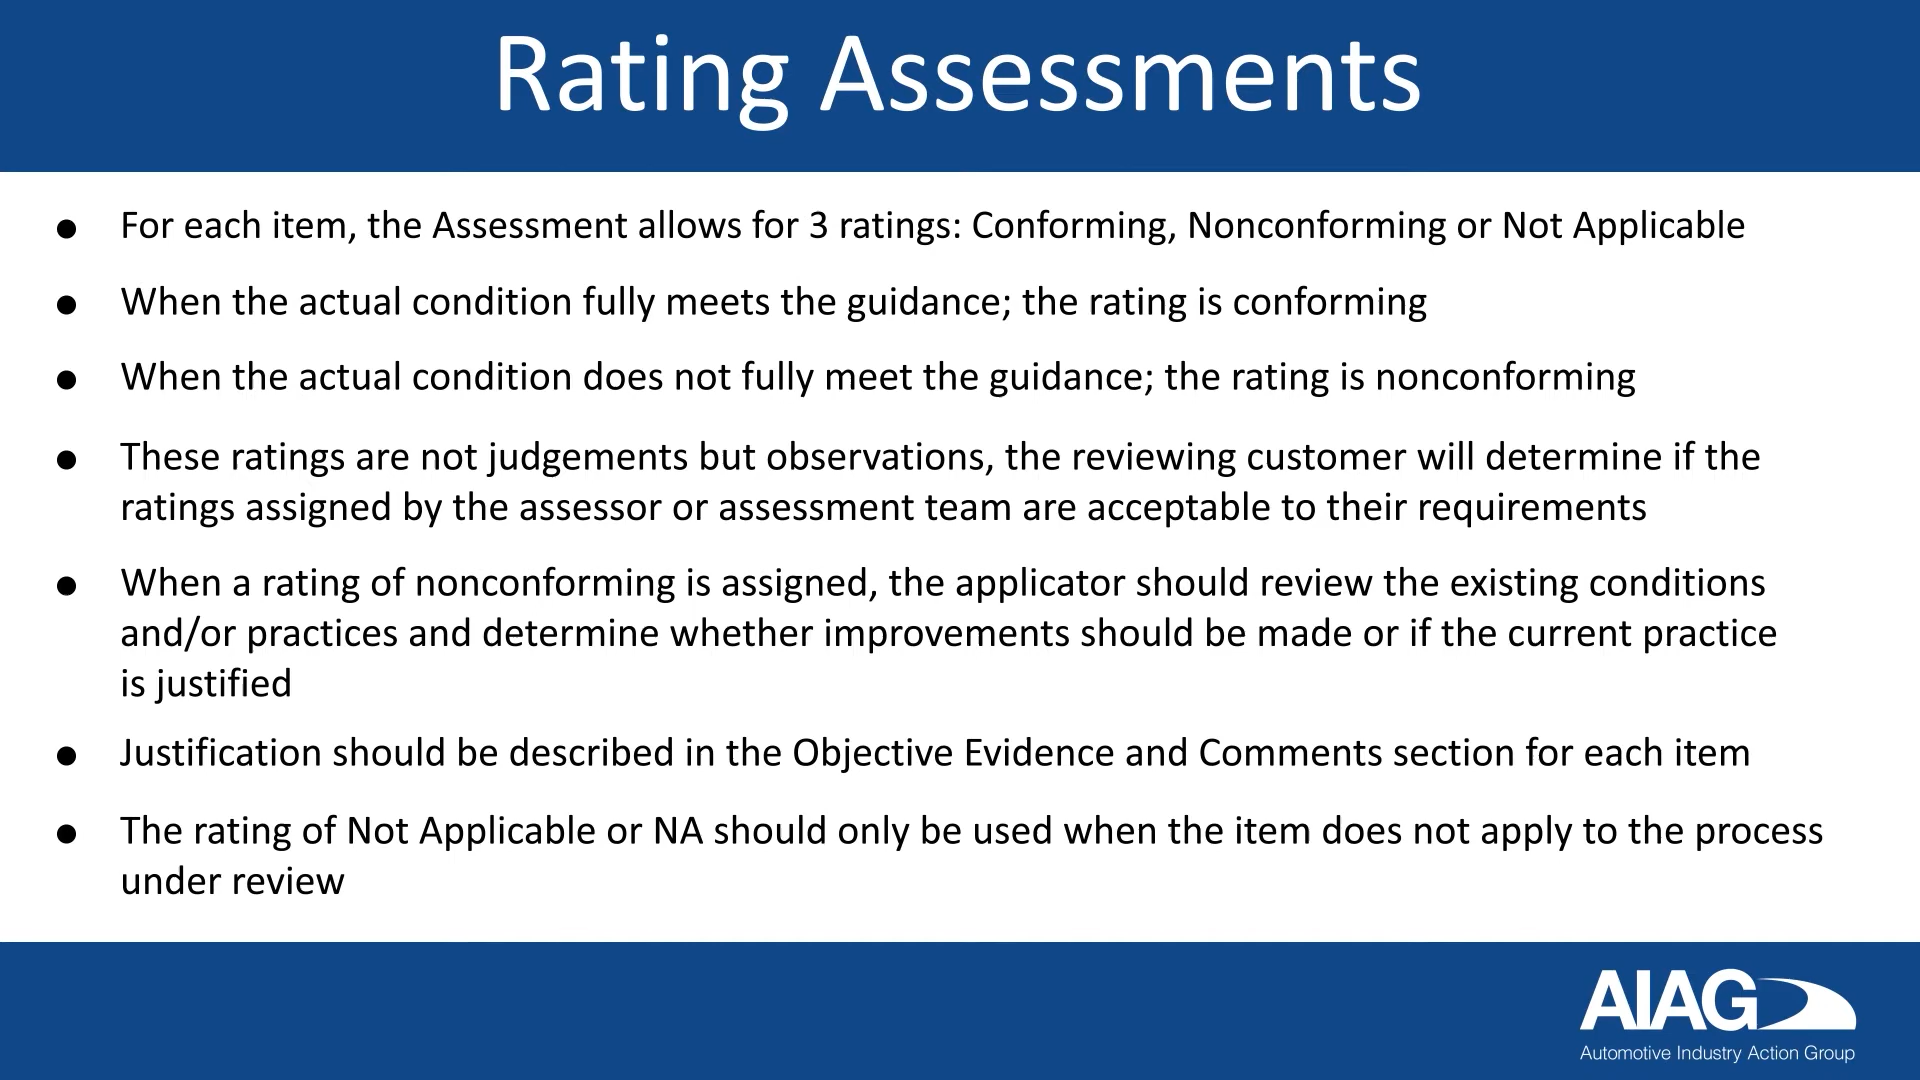 Rating Assessments
● For each item, the Assessment allows for 3 ratings: Conforming, Nonconforming or Not Applicable
● When the actual condition fully meets the guidance; the rating is conforming
● When the actual condition does not fully meet the guidance; the rating is nonconforming
● These ratings are not judgements but observations, the reviewing customer will determine if the
ratings assigned by the assessor or assessment team are acceptable to their requirements
● When a rating of nonconforming is assigned, the applicator should review the existing conditions
and/or practices and determine whether improvements should be made or if the current practice
is justified
● Justification should be described in the Objective Evidence and Comments section for each item
● The rating of Not Applicable or NA should only be used when the item does not apply to the process
under review
AIAG
Automotive Industry Action Group